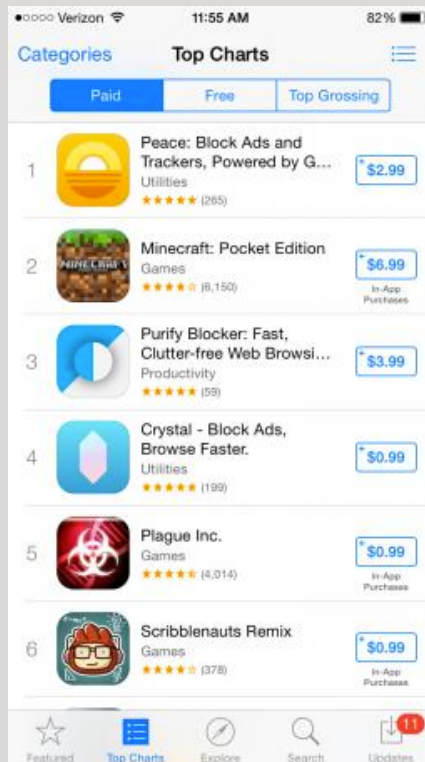 Verizon 11:55 AM 82%
Categories Top Charts
Paid Free Top Grossing
1
Peace: Block Ads and
Trackers, Powered by G...
Utilities
(265)
+ $2.99
2
MINECRAFT
Minecraft: Pocket Edition
Games
(6,150)
+ $6.99
In-App
Purchases
3
Purify Blocker: Fast,
Clutter-free Web Browsi...
Productivity
(59)
+ $3.99
4
Crystal - Block Ads,
Browse Faster.
Utilities
(199)
+ $0.99
5
Plague Inc.
Games
(4,014)
+ $0.99
In-App
Purchases
6
Scribblenauts Remix
Games
(378)
+ $0.99
In-App
Purchases
11
Featured Top Charts Explore Search Updates